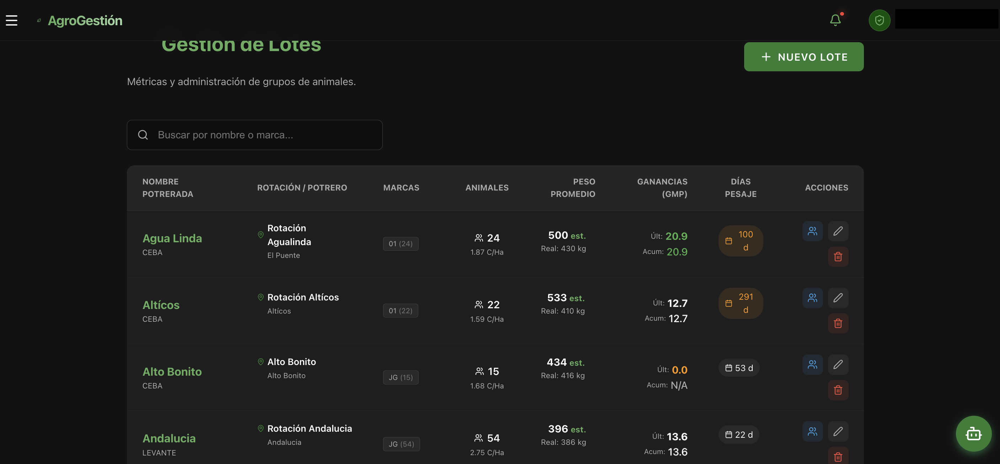 AgroGestión
Gestión de Lotes
+ NUEVO LOTE
Métricas y administración de grupos de animales.
Buscar por nombre o marca...
NOMBRE POTRERADA
ROTACIÓN / POTRERO
MARCAS
ANIMALES
PESO PROMEDIO
GANANCIAS (GMP)
DÍAS PESAJE
ACCIONES
Agua Linda
CEBA
Rotación Agualinda
El Puente
01 (24)
24
1.87 C/Ha
500 est.
Real: 430 kg
Últ: 20.9
Acum: 20.9
100 d
Altícos
CEBA
Rotación Altícos
Altícos
01 (22)
22
1.59 C/Ha
533 est.
Real: 410 kg
Últ: 12.7
Acum: 12.7
291 d
Alto Bonito
CEBA
Alto Bonito
Alto Bonito
JG (15)
15
1.68 C/Ha
434 est.
Real: 416 kg
Últ: 0.0
Acum: N/A
53 d
Andalucia
LEVANTE
Rotación Andalucia
Andalucia
JG (54)
54
2.75 C/Ha
396 est.
Real: 386 kg
Últ: 13.6
Acum: 13.6
22 d